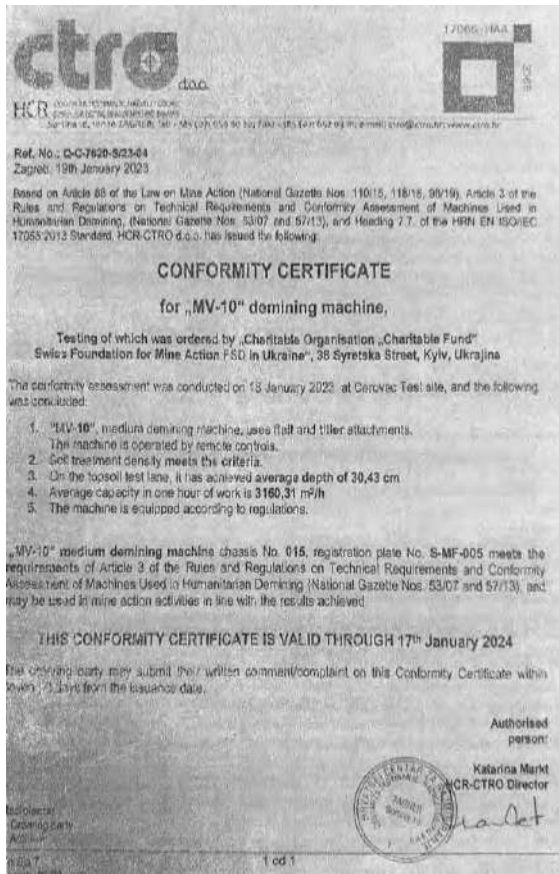 ctro
d.o.o.
17065-HAA
HCR
Ref. No.: Q-C-7620-S/23-04
Zagreb, 19th January 2023
Based on Article 88 of the Law on Mine Action (National Gazette Nos. 110/15, 118/18, 98/19), Article 3 of the
Rules and Regulations on Technical Requirements and Conformity Assessment of Machines Used in
Humanitarian Demining, (National Gazette Nos. 53/07 and 57/13), and Heading 7.7. of the HRN EN ISO/IEC
17065:2013 Standard, HCR-CTRO d.o.o. has issued the following:
CONFORMITY CERTIFICATE
for „MV-10“ demining machine,
Testing of which was ordered by „Charitable Organisation „Charitable Fund“
Swiss Foundation for Mine Action FSD in Ukraine“, 38 Syretska Street, Kyiv, Ukrajina
The conformity assessment was conducted on 18 January 2023 at Cerovac Test site, and the following
was concluded:
1. "MV-10", medium demining machine, uses flail and tiller attachments.
The machine is operated by remote controls.
2. Soil treatment density meets the criteria.
3. On the topsoil test lane, it has achieved average depth of 30,43 cm
4. Average capacity in one hour of work is 3160,31 m²/h
5. The machine is equipped according to regulations.
„MV-10“ medium demining machine chassis No. 015, registration plate No. S-MF-005 meets the
requirements of Article 3 of the Rules and Regulations on Technical Requirements and Conformity
Assessment of Machines Used in Humanitarian Demining (National Gazette Nos. 53/07 and 57/13), and
may be used in mine action activities in line with the results achieved
THIS CONFORMITY CERTIFICATE IS VALID THROUGH 17th January 2024
The ordering party may submit their written comment/complaint on this Conformity Certificate within
days from the issuance date.
Authorised
person:
Katarina Markt
HCR-CTRO Director
ZAGREB
Ordering party
1 od 1